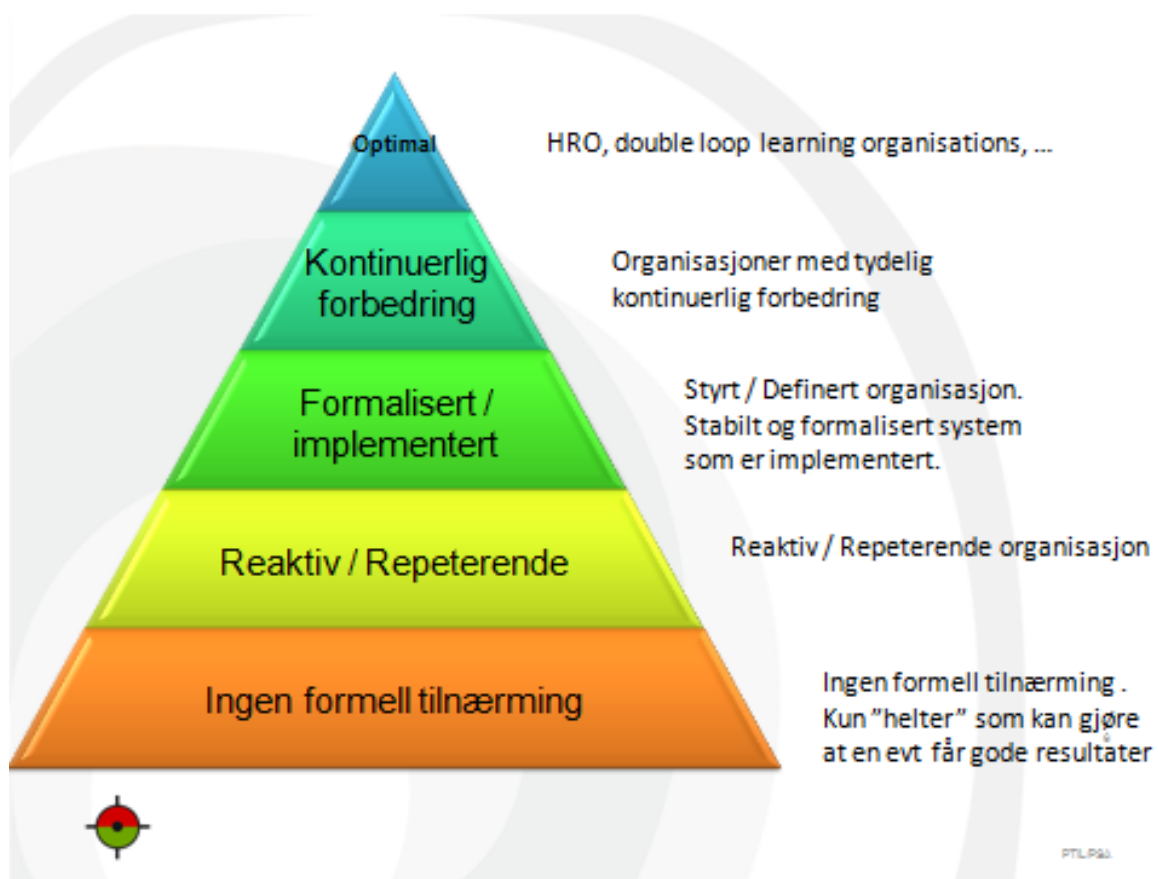 Optimal
HRO, double loop learning organisations, ...
Kontinuerlig
forbedring
Organisasjoner med tydelig
kontinuerlig forbedring
Formalisert /
implementert
Styrt / Definert organisasjon.
Stabilt og formalisert system
som er implementert.
Reaktiv / Repeterende
Reaktiv / Repeterende organisasjon
Ingen formell tilnærming
Ingen formell tilnærming .
Kun ”helter” som kan gjøre
at en evt får gode resultater
PTIL/PSA